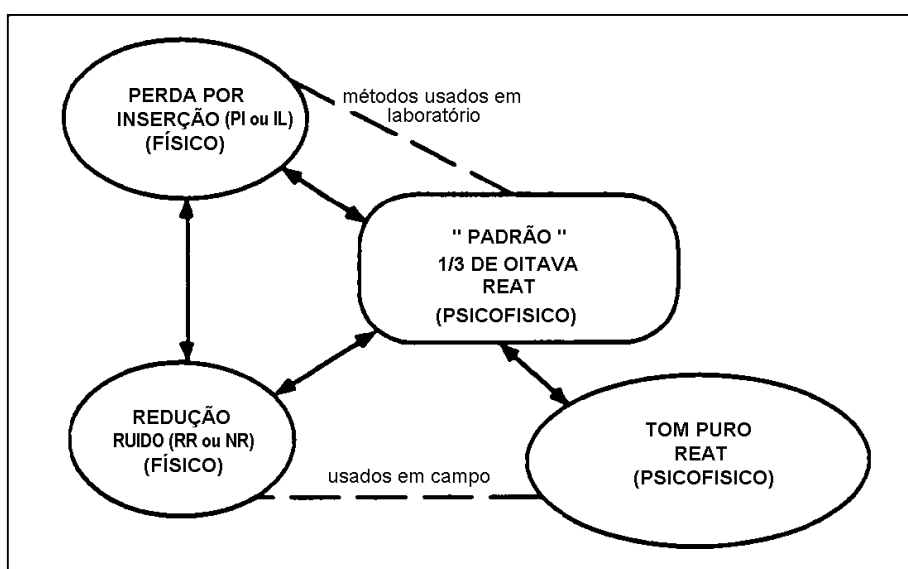 PERDA POR
INSERÇÃO (PI ou IL)
(FÍSICO)
métodos usados em
laboratório
" PADRÃO "
1/3 DE OITAVA
REAT
(PSICOFISICO)
REDUÇÃO
RUIDO (RR ou NR)
(FÍSICO)
usados em campo
TOM PURO
REAT
(PSICOFISICO)